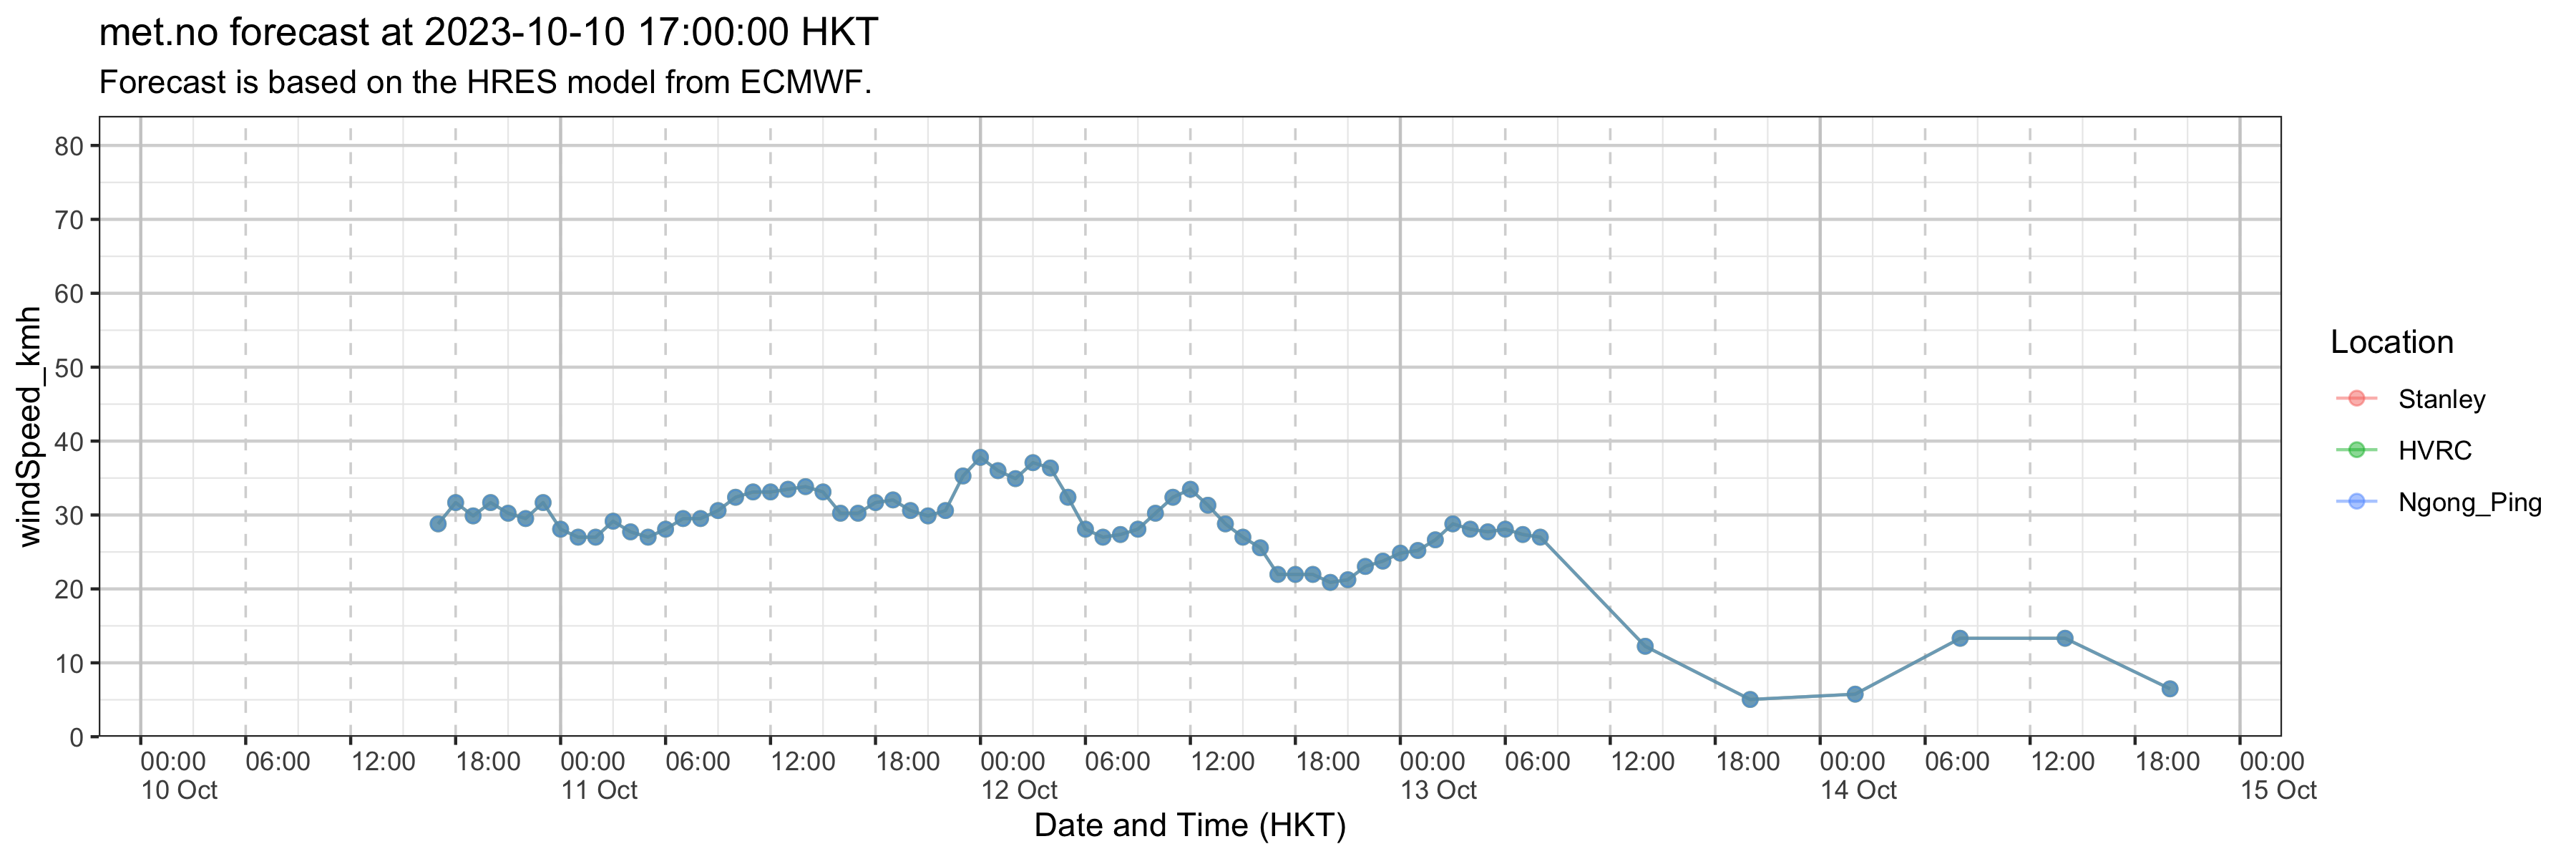 met.no forecast at 2023-10-10 17:00:00 HKT
Forecast is based on the HRES model from ECMWF.
windSpeed_kmh
80
70
60
50
40
30
20
10
0
00:00 06:00 12:00 18:00 00:00 06:00 12:00 18:00 00:00 06:00 12:00 18:00 00:00 06:00 12:00 18:00 00:00 06:00 12:00 18:00 00:00
10 Oct 11 Oct 12 Oct 13 Oct 14 Oct 15 Oct
Date and Time (HKT)
Location
Stanley
HVRC
Ngong_Ping